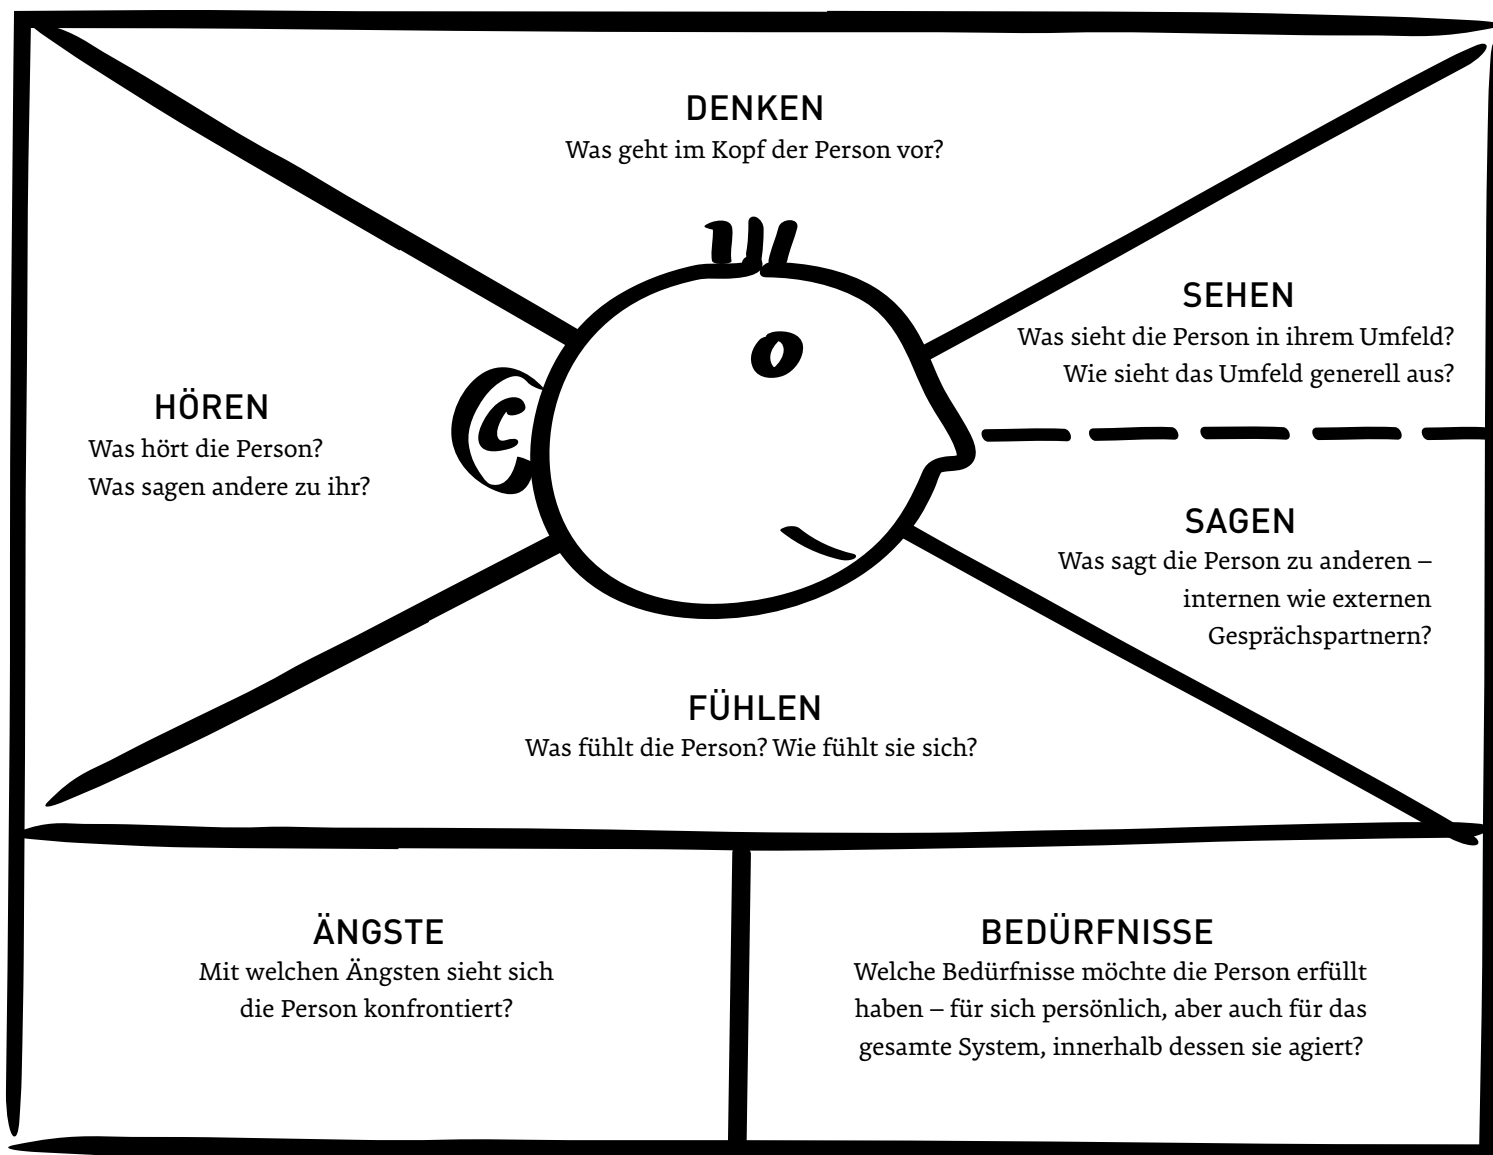 DENKEN
Was geht im Kopf der Person vor?
SEHEN
Was sieht die Person in ihrem Umfeld?
Wie sieht das Umfeld generell aus?
HÖREN
Was hört die Person?
Was sagen andere zu ihr?
SAGEN
Was sagt die Person zu anderen –
internen wie externen
Gesprächspartnern?
FÜHLEN
Was fühlt die Person? Wie fühlt sie sich?
ÄNGSTE
Mit welchen Ängsten sieht sich
die Person konfrontiert?
BEDÜRFNISSE
Welche Bedürfnisse möchte die Person erfüllt
haben – für sich persönlich, aber auch für das
gesamte System, innerhalb dessen sie agiert?